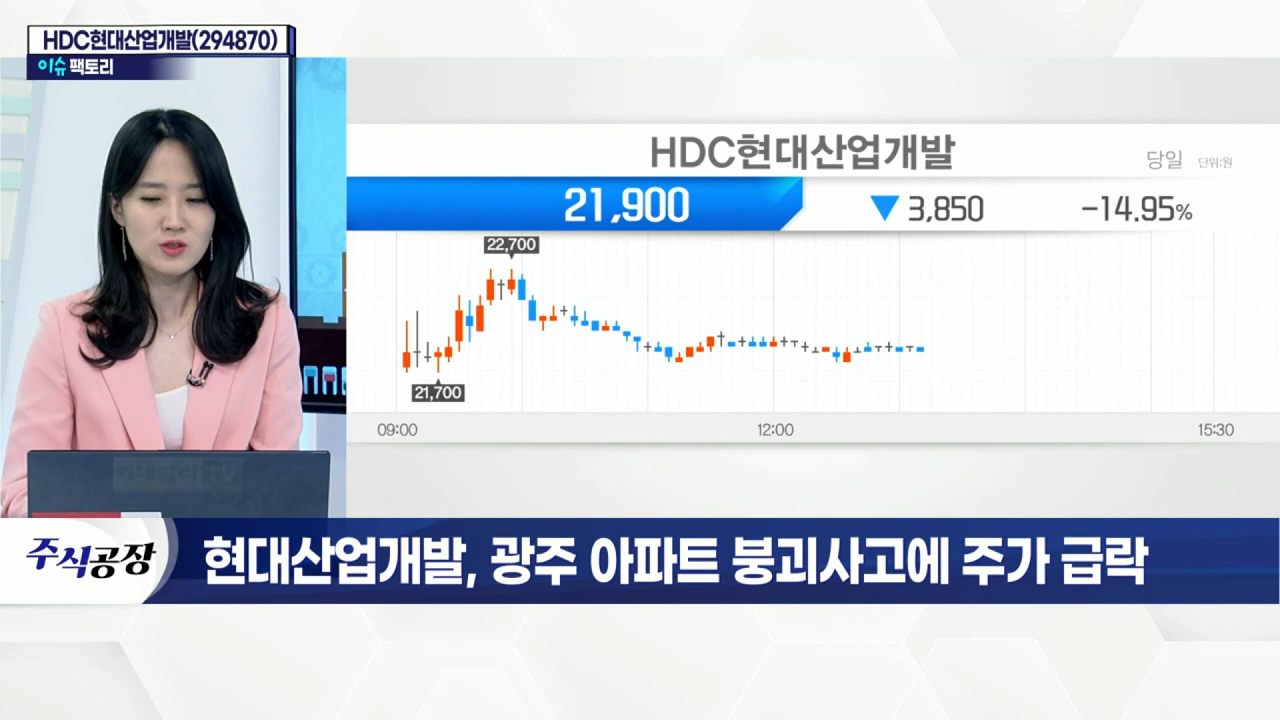 HDC현대산업개발(294870)
이슈 팩토리
HDC현대산업개발
당일 단위:원
21,900 ▼ 3,850 -14.95%
22,700
21,700
09:00 12:00 15:30
주식공장
현대산업개발, 광주 아파트 붕괴사고에 주가 급락